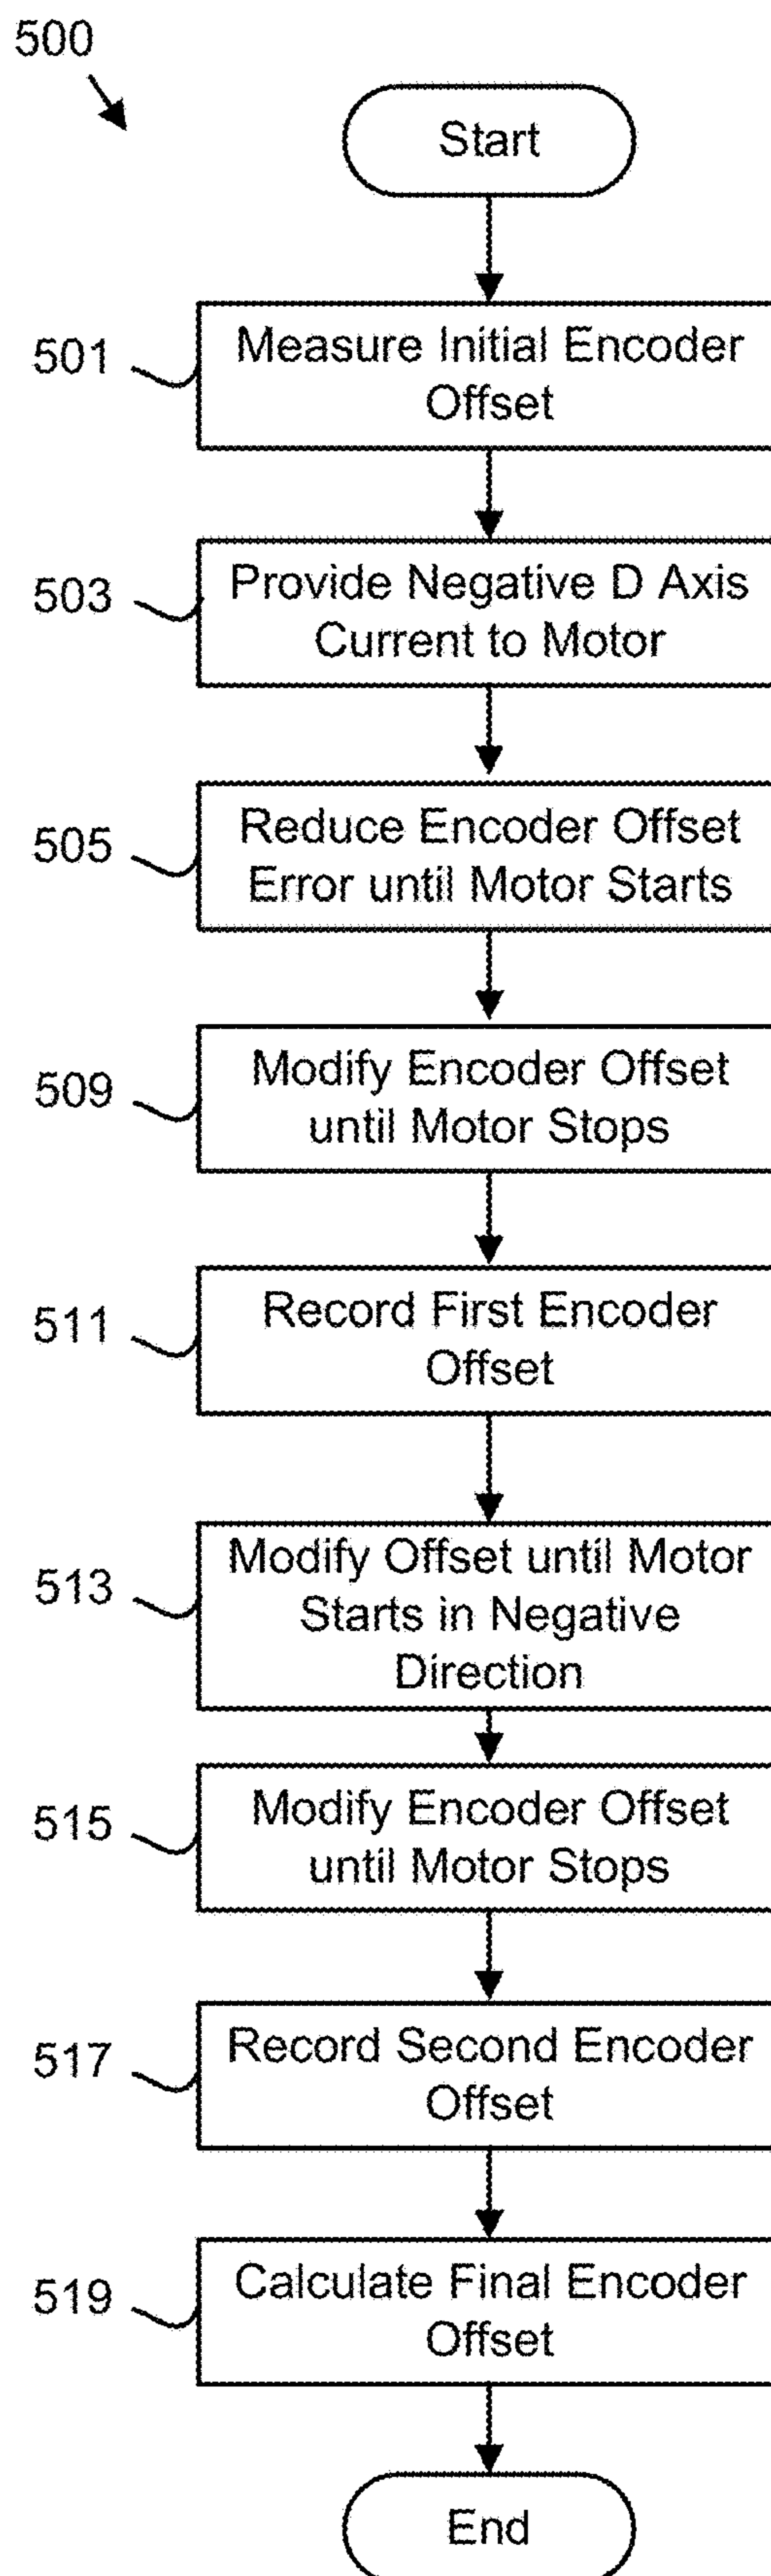 500
Start
501
Measure Initial Encoder
Offset
503
Provide Negative D Axis
Current to Motor
505
Reduce Encoder Offset
Error until Motor Starts
509
Modify Encoder Offset
until Motor Stops
511
Record First Encoder
Offset
513
Modify Offset until Motor
Starts in Negative
Direction
515
Modify Encoder Offset
until Motor Stops
517
Record Second Encoder
Offset
519
Calculate Final Encoder
Offset
End